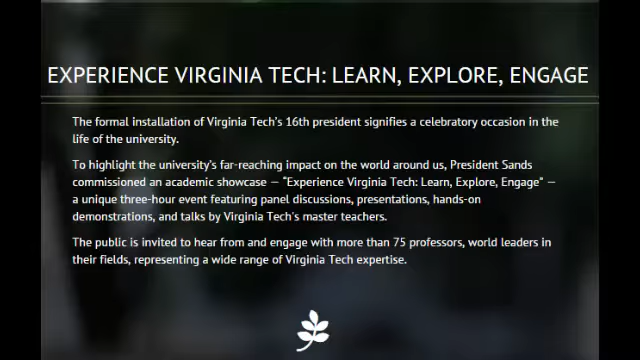 EXPERIENCE VIRGINIA TECH: LEARN, EXPLORE, ENGAGE
The formal installation of Virginia Tech's 16th president signifies a celebratory occasion in the
life of the university.
To highlight the university's far-reaching impact on the world around us, President Sands
commissioned an academic showcase — "Experience Virginia Tech: Learn, Explore, Engage" —
a unique three-hour event featuring panel discussions, presentations, hands-on
demonstrations, and talks by Virginia Tech's master teachers.
The public is invited to hear from and engage with more than 75 professors, world leaders in
their fields, representing a wide range of Virginia Tech expertise.